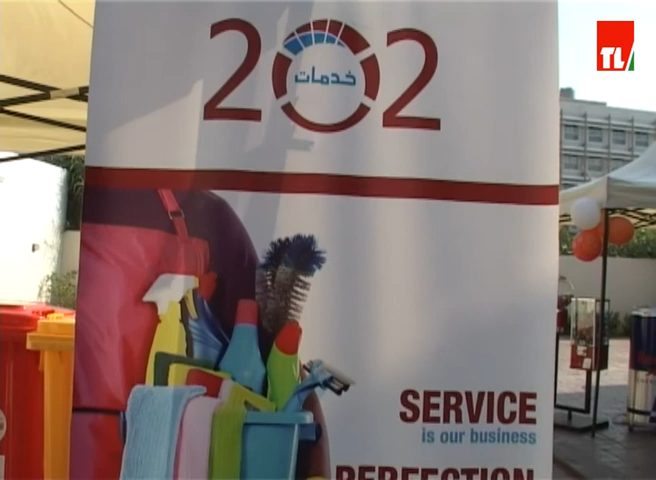 202
خدمات
TL
SERVICE
is our business
PERFECTION